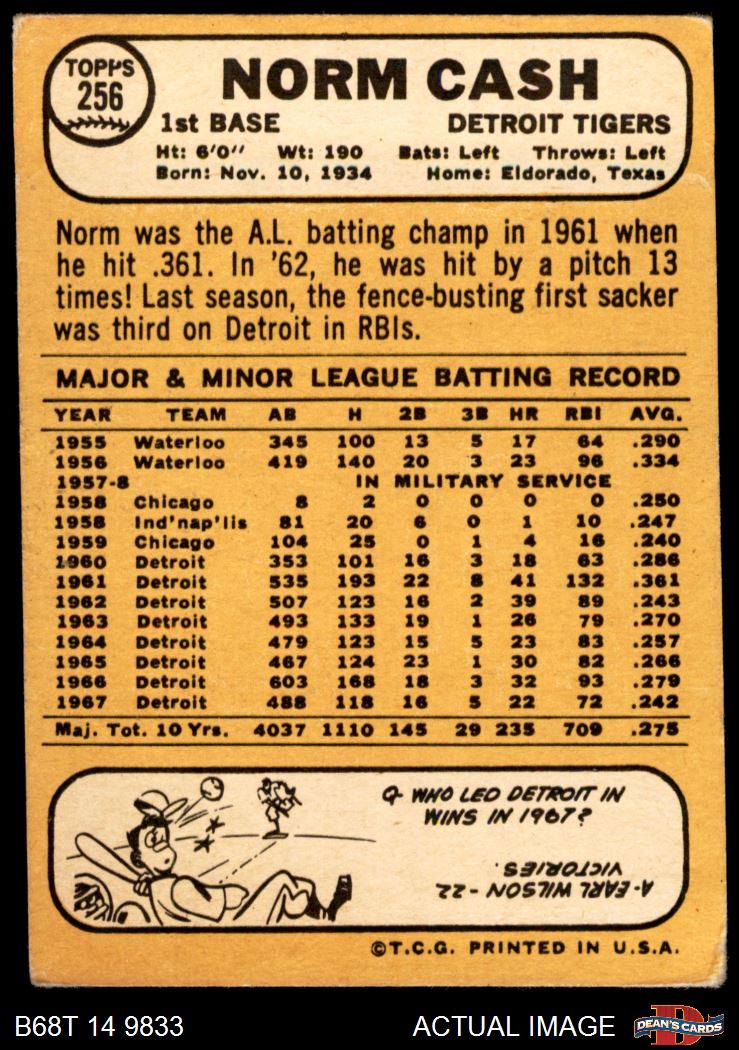 TOPPS
256
NORM CASH
1st BASE DETROIT TIGERS
Ht: 6'0" Wt: 190 Bats: Left Throws: Left
Born: Nov. 10, 1934 Home: Eldorado, Texas
Norm was the A.L. batting champ in 1961 when
he hit .361. In '62, he was hit by a pitch 13
times! Last season, the fence-busting first sacker
was third on Detroit in RBIs.
MAJOR & MINOR LEAGUE BATTING RECORD
YEAR TEAM AB H 2B 3B HR RBI AVG.
1955 Waterloo 345 100 13 5 17 64 .290
1956 Waterloo 419 140 20 3 23 96 .334
1957-8 IN MILITARY SERVICE
1958 Chicago 8 2 0 0 0 0 .250
1958 Ind'nap'lis 81 20 6 0 1 10 .247
1959 Chicago 104 25 0 1 4 16 .240
1960 Detroit 353 101 16 3 18 63 .286
1961 Detroit 535 193 22 8 41 132 .361
1962 Detroit 507 123 16 2 39 89 .243
1963 Detroit 493 133 19 1 26 79 .270
1964 Detroit 479 123 15 5 23 83 .257
1965 Detroit 467 124 23 1 30 82 .266
1966 Detroit 603 168 18 3 32 93 .279
1967 Detroit 488 118 16 5 22 72 .242
Maj. Tot. 10 Yrs. 4037 1110 145 29 235 709 .275
Q- WHO LED DETROIT IN
WINS IN 1967?
A- EARL WILSON - 22
VICTORIES.
©T.C.G. PRINTED IN U.S.A.
B68T 14 9833 ACTUAL IMAGE
D
DEAN'S CARDS